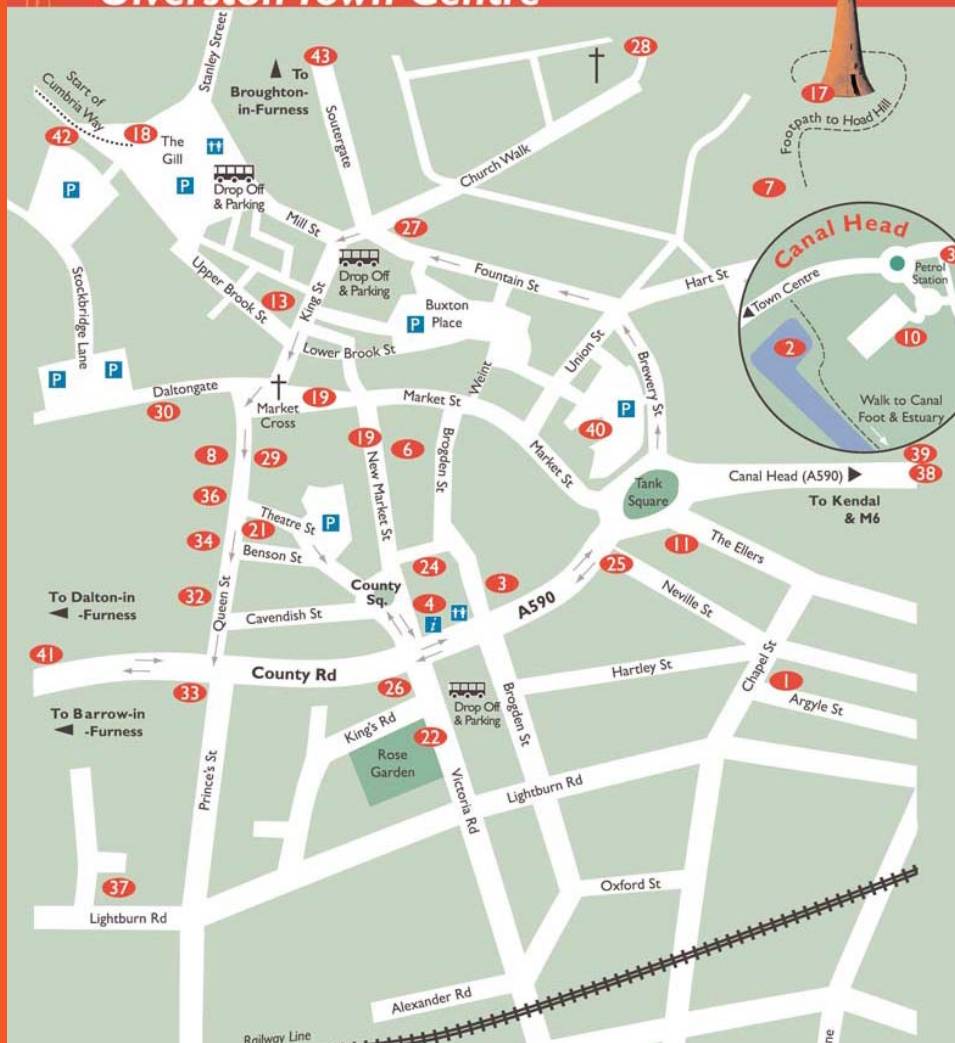 Ulverston Town Centre
Stanley Street
43
28
To
Broughton-
in-Furness
Start of
Cumbria Way
17
Footpath to Hoad Hill
42
18
The
Gill
Soutergate
P
P
Drop Off
& Parking
Church Walk
7
Mill St
27
Canal Head
Drop Off
& Parking
Fountain St
Hart St
Petrol
Station
3
Town Centre
Stockbridge Lane
Upper Brook St
13
King St
Buxton
Place
P
10
2
Lower Brook St
Union St
Brewery St
Weint
P
P
Daltongate
Market St
Walk to Canal
Foot & Estuary
30
Market
Cross
19
P
40
39
8
29
19
6
Brogden St
Market St
Canal Head (A590)
38
New Market St
Tank
Square
To Kendal
& M6
36
Theatre St
P
21
34
Benson St
11
The Ellers
24
25
County
Sq.
3
A590
Neville St
To Dalton-in
-Furness
32
Queen St
Cavendish St
4
i
41
County Rd
Hartley St
Chapel St
33
26
1
Argyle St
To Barrow-in
-Furness
Drop Off
& Parking
Brogden St
King's Rd
22
Rose
Garden
Prince's St
Victoria Rd
Lightburn Rd
37
Oxford St
Lightburn Rd
Alexander Rd
Railway Line
ne